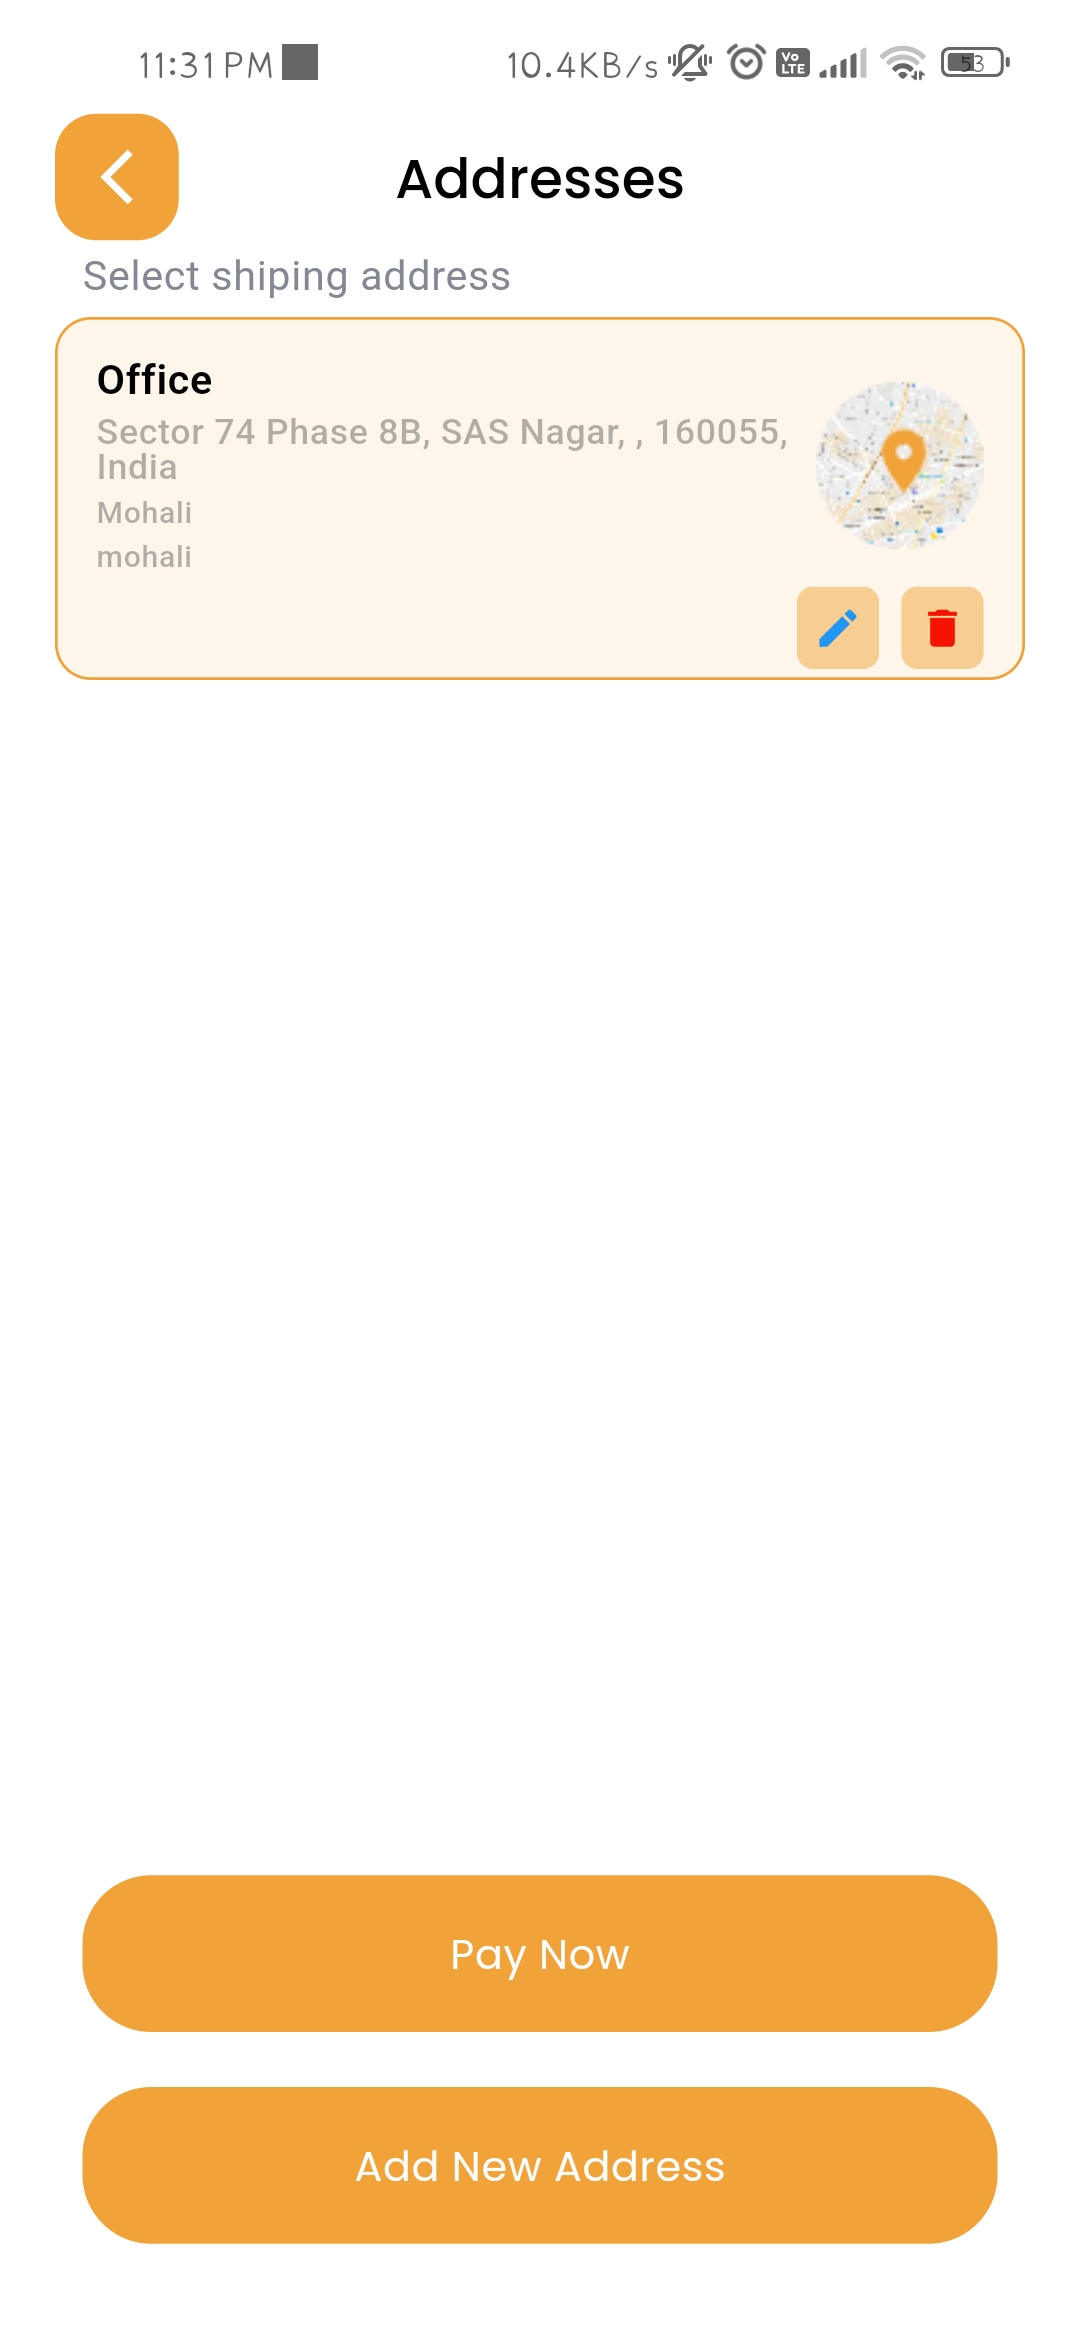 11:31 PM
10.4KB/s
Vo
LTE
53
Addresses
Select shiping address
Office
Sector 74 Phase 8B, SAS Nagar, , 160055,
India
Mohali
mohali
Pay Now
Add New Address